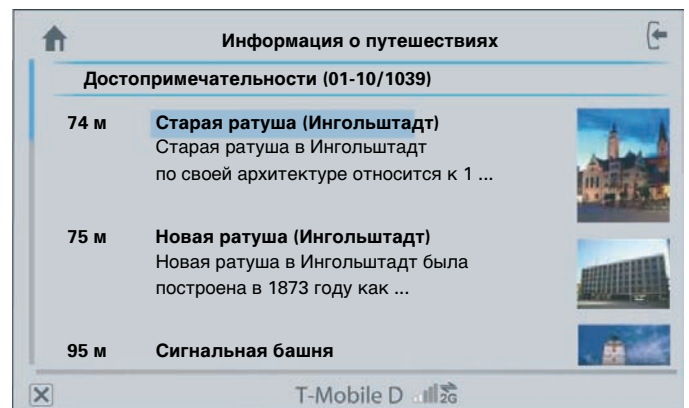 Информация о путешествиях
Достопримечательности (01-10/1039)
74 м Старая ратуша (Ингольштадт)
Старая ратуша в Ингольштадт
по своей архитектуре относится к 1 ...
75 м Новая ратуша (Ингольштадт)
Новая ратуша в Ингольштадт была
построена в 1873 году как ...
95 м Сигнальная башня
T-Mobile D 2G